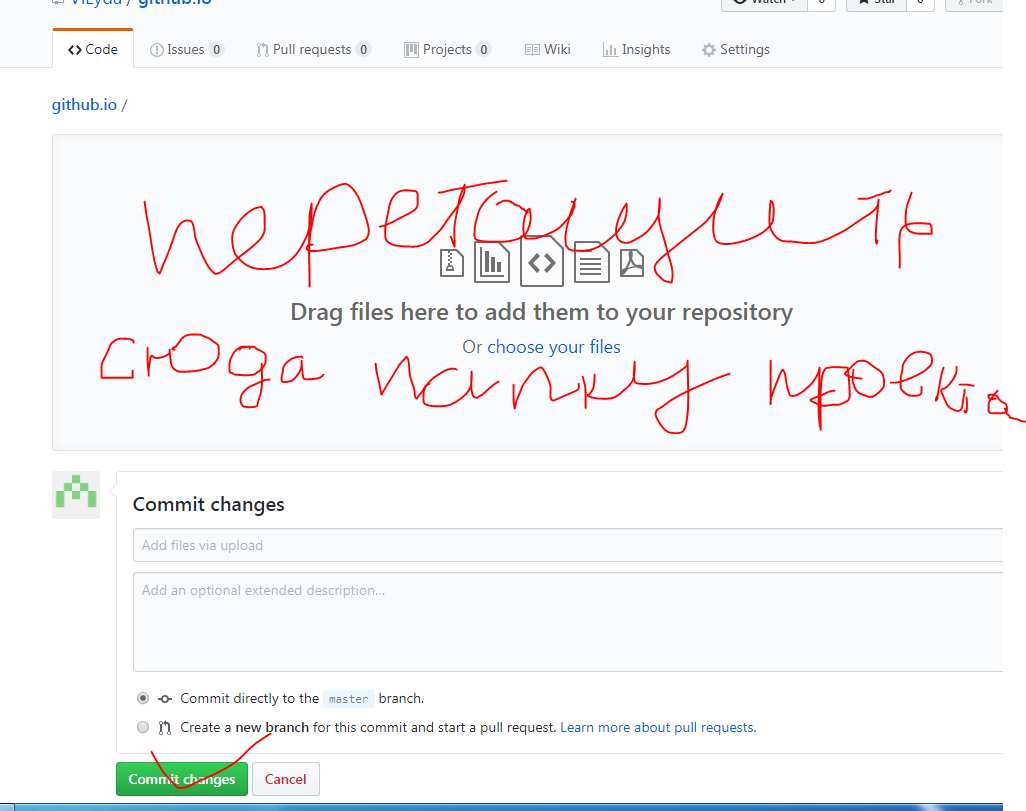 ViLyda / github.io
Watch 0 Star 0 Fork
Code Issues 0 Pull requests 0 Projects 0 Wiki Insights Settings
github.io /
перетащить
Drag files here to add them to your repository
Or choose your files
сюда папку проекта
Commit changes
Add files via upload
Add an optional extended description...
Commit directly to the master branch.
Create a new branch for this commit and start a pull request. Learn more about pull requests.
Commit changes Cancel